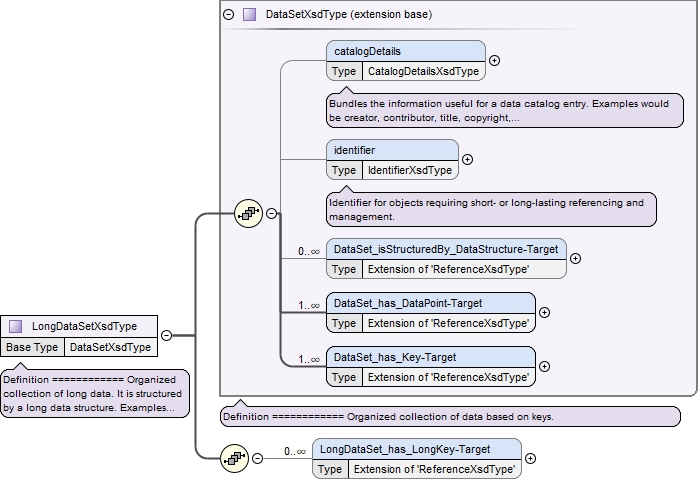 DataSetXsdType (extension base)
catalogDetails
Type CatalogDetailsXsdType
Bundles the information useful for a data catalog entry. Examples would
be creator, contributor, title, copyright,...
identifier
Type IdentifierXsdType
Identifier for objects requiring short- or long-lasting referencing and
management.
0..∞ DataSet_isStructuredBy_DataStructure-Target
Type Extension of 'ReferenceXsdType'
1..∞ DataSet_has_DataPoint-Target
Type Extension of 'ReferenceXsdType'
1..∞ DataSet_has_Key-Target
Type Extension of 'ReferenceXsdType'
LongDataSetXsdType
Base Type DataSetXsdType
Definition ============ Organized
collection of long data. It is structured
by a long data structure. Examples...
Definition ============ Organized collection of data based on keys.
0..∞ LongDataSet_has_LongKey-Target
Type Extension of 'ReferenceXsdType'